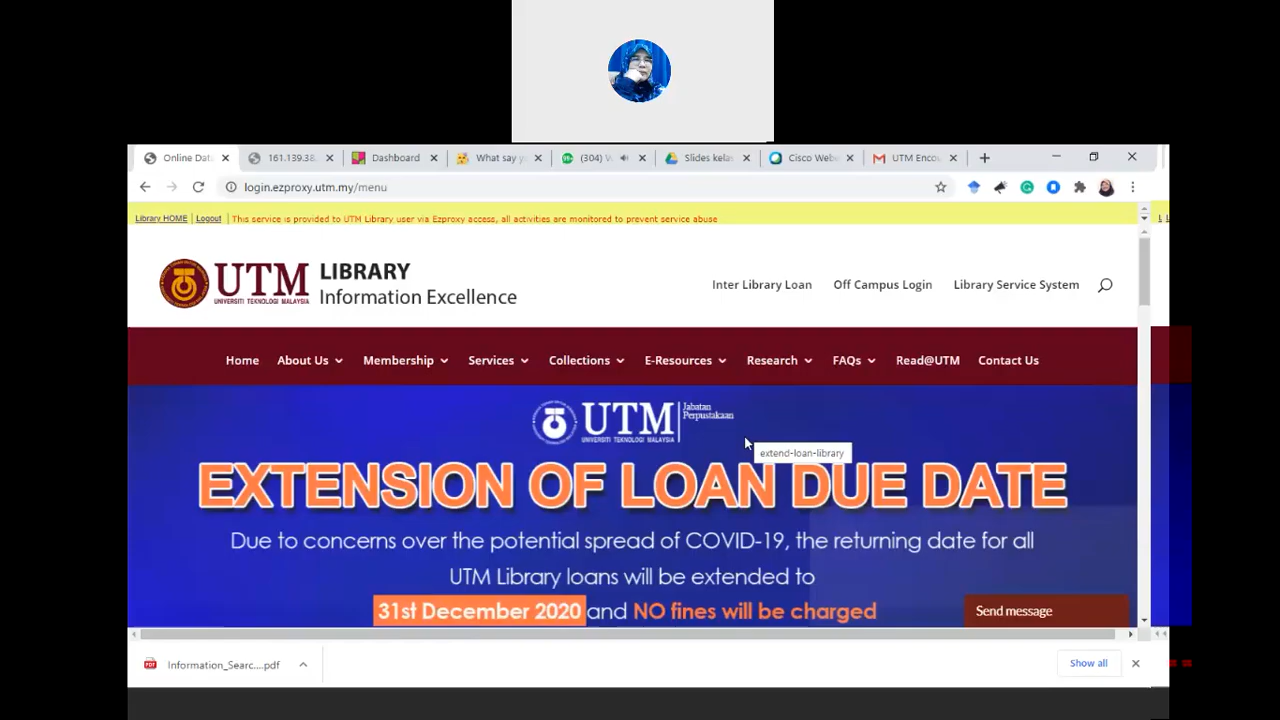 Online Data
161.139.38.
Dashboard
What say y
(304) W
Slides kelas
Cisco Webe
UTM Enco
login.ezproxy.utm.my/menu
Library HOME | Logout | This service is provided to UTM Library user via Ezproxy access, all activities are monitored to prevent service abuse
UTM
UNIVERSITI TEKNOLOGI MALAYSIA
LIBRARY
Information Excellence
Inter Library Loan
Off Campus Login
Library Service System
Home
About Us
Membership
Services
Collections
E-Resources
Research
FAQs
Read@UTM
Contact Us
UTM
UNIVERSITI TEKNOLOGI MALAYSIA
Jabatan
Perpustakaan
extend-loan-library
EXTENSION OF LOAN DUE DATE
Due to concerns over the potential spread of COVID-19, the returning date for all
UTM Library loans will be extended to
31st December 2020 and NO fines will be charged
Send message
Information_Searc....pdf
Show all